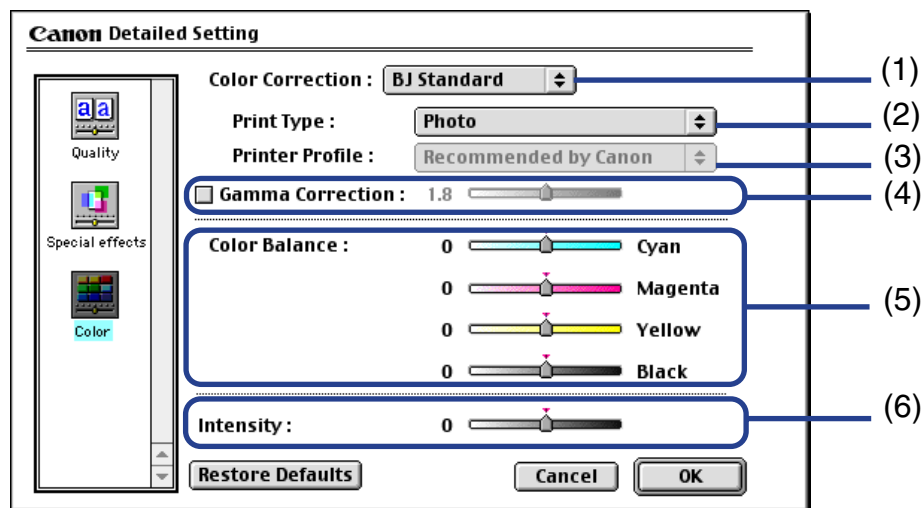 Canon Detailed Setting
Color Correction : BJ Standard (1)
Print Type : Photo (2)
Printer Profile : Recommended by Canon (3)
Gamma Correction : 1.8 (4)
aa
Quality
Special effects
Color
Color Balance : 0 Cyan
0 Magenta
0 Yellow
0 Black
(5)
Intensity : 0 (6)
Restore Defaults Cancel OK